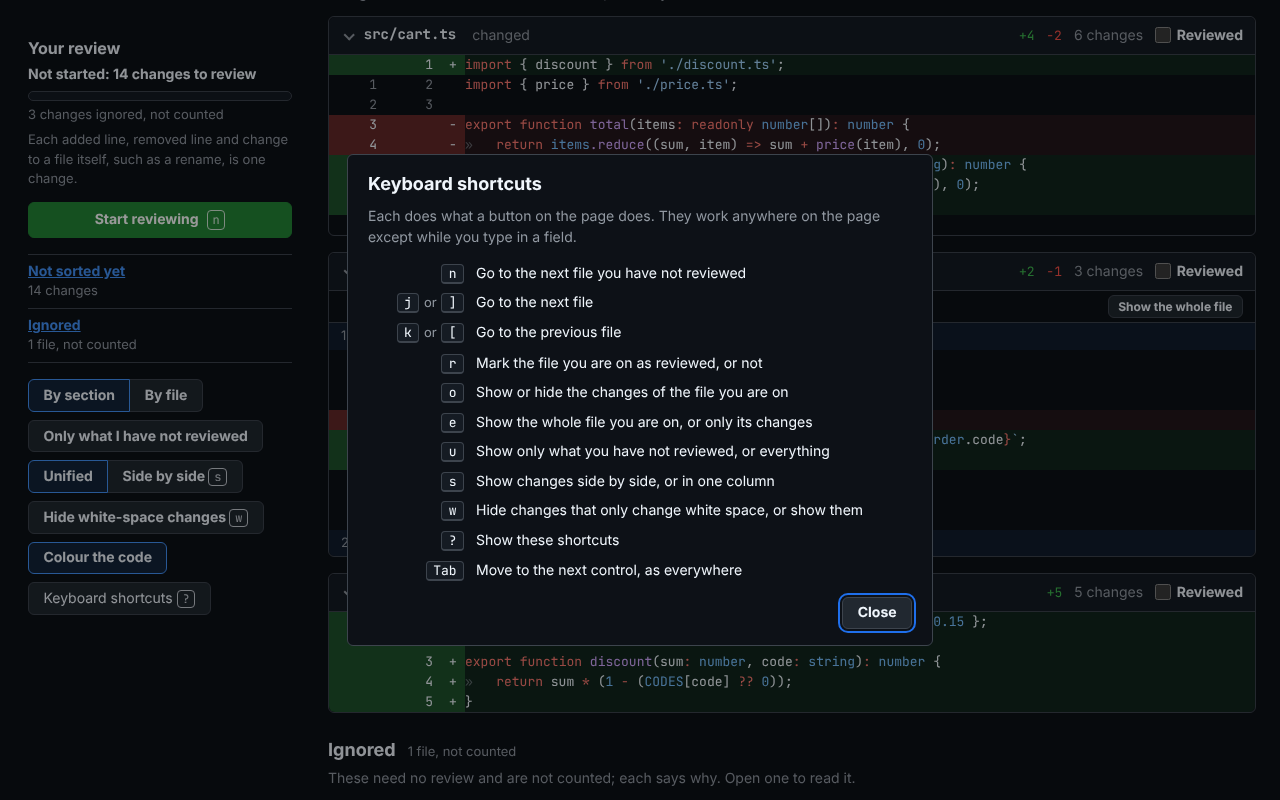 Your review
Not started: 14 changes to review
3 changes ignored, not counted
Each added line, removed line and change
to a file itself, such as a rename, is one
change.
Start reviewing n
Not sorted yet
14 changes
Ignored
1 file, not counted
By section By file
Only what I have not reviewed
Unified Side by side s
Hide white-space changes w
Colour the code
Keyboard shortcuts ?
src/cart.ts changed +4 -2 6 changes Reviewed
1 + import { discount } from './discount.ts';
1 2 import { price } from './price.ts';
2 3
3 - export function total(items: readonly number[]): number {
4 - » return items.reduce((sum, item) => sum + price(item), 0);
g): number {
), 0);
+2 -1 3 changes Reviewed
Show the whole file
1
rder.code}`;
2
Keyboard shortcuts
Each does what a button on the page does. They work anywhere on the page
except while you type in a field.
n Go to the next file you have not reviewed
j or ] Go to the next file
k or [ Go to the previous file
r Mark the file you are on as reviewed, or not
o Show or hide the changes of the file you are on
e Show the whole file you are on, or only its changes
u Show only what you have not reviewed, or everything
s Show changes side by side, or in one column
w Hide changes that only change white space, or show them
? Show these shortcuts
Tab Move to the next control, as everywhere
Close
+5 5 changes Reviewed
0.15 };
3 + export function discount(sum: number, code: string): number {
4 + » return sum * (1 - (CODES[code] ?? 0));
5 + }
Ignored 1 file, not counted
These need no review and are not counted; each says why. Open one to read it.